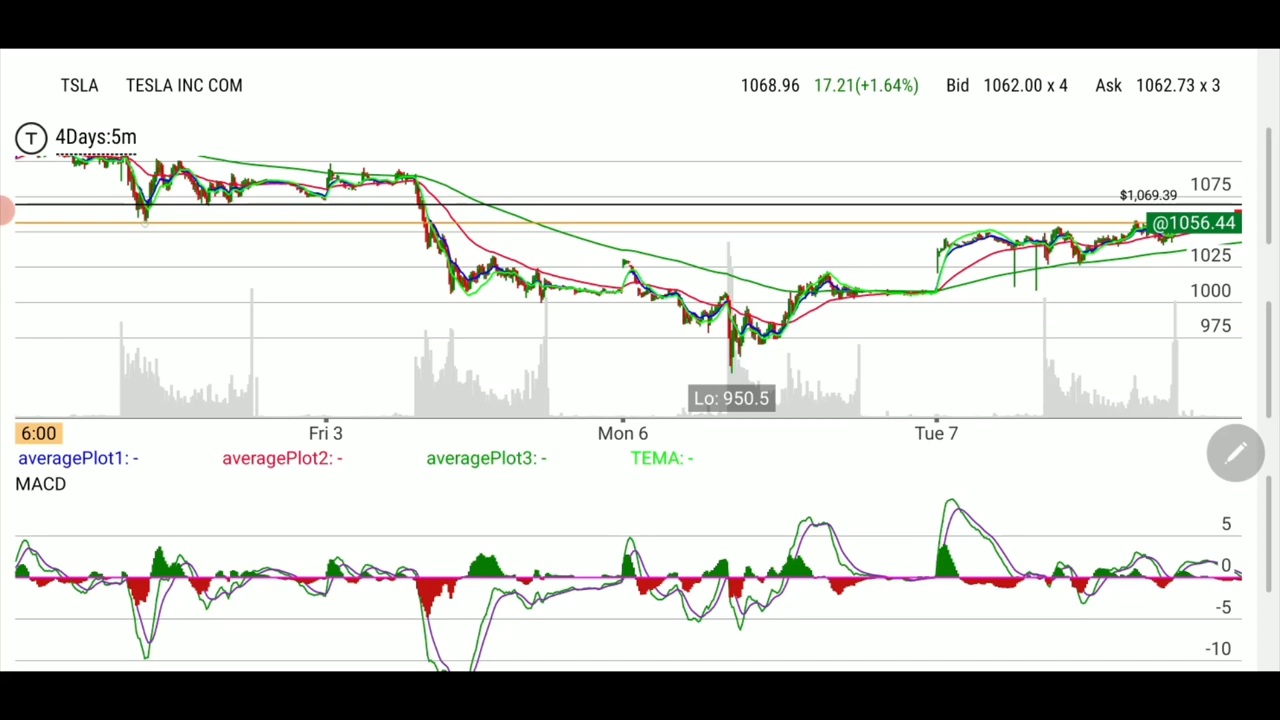 TSLA TESLA INC COM 1068.96 17.21(+1.64%) Bid 1062.00 x 4 Ask 1062.73 x 3
T 4Days:5m
1075
$1,069.39
@1056.44
1025
1000
975
Lo: 950.5
6:00 Fri 3 Mon 6 Tue 7
averagePlot1: - averagePlot2: - averagePlot3: - TEMA: -
MACD
5
0
-5
-10